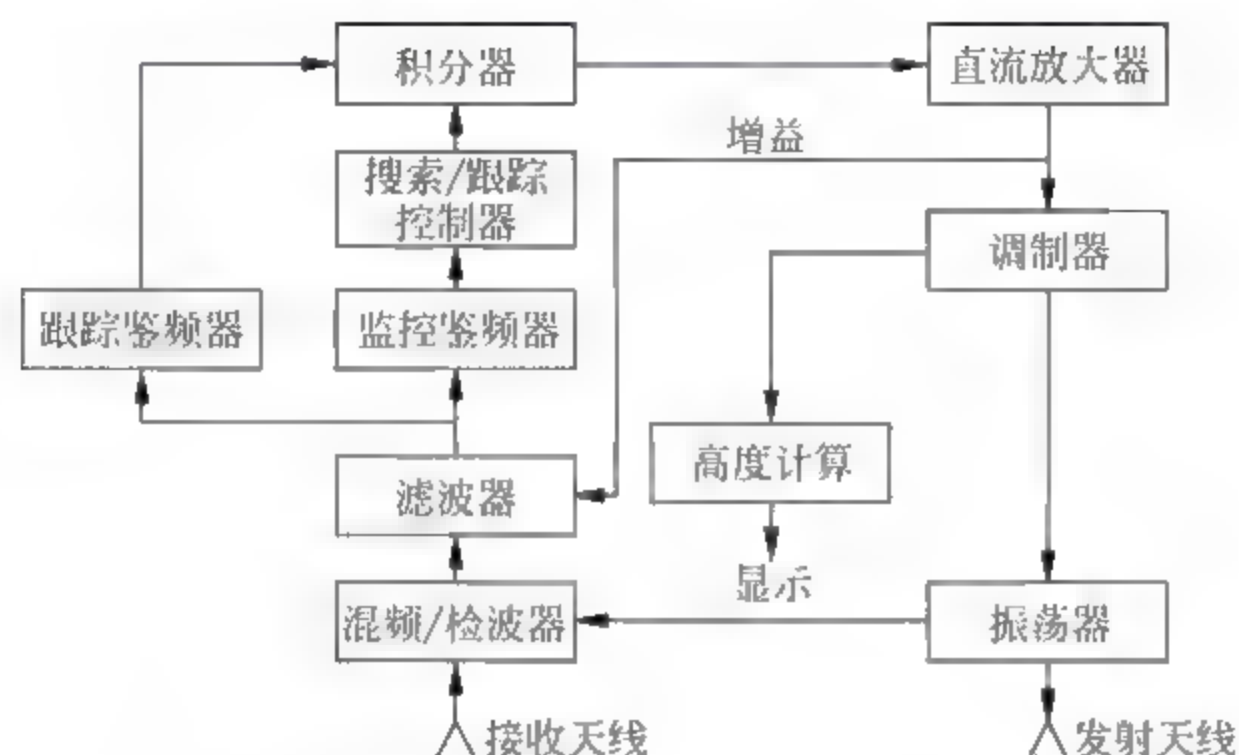 积分器
直流放大器
增益
搜索/跟踪
控制器
调制器
跟踪鉴频器
监控鉴频器
高度计算
滤波器
显示
混频/检波器
振荡器
接收天线
发射天线